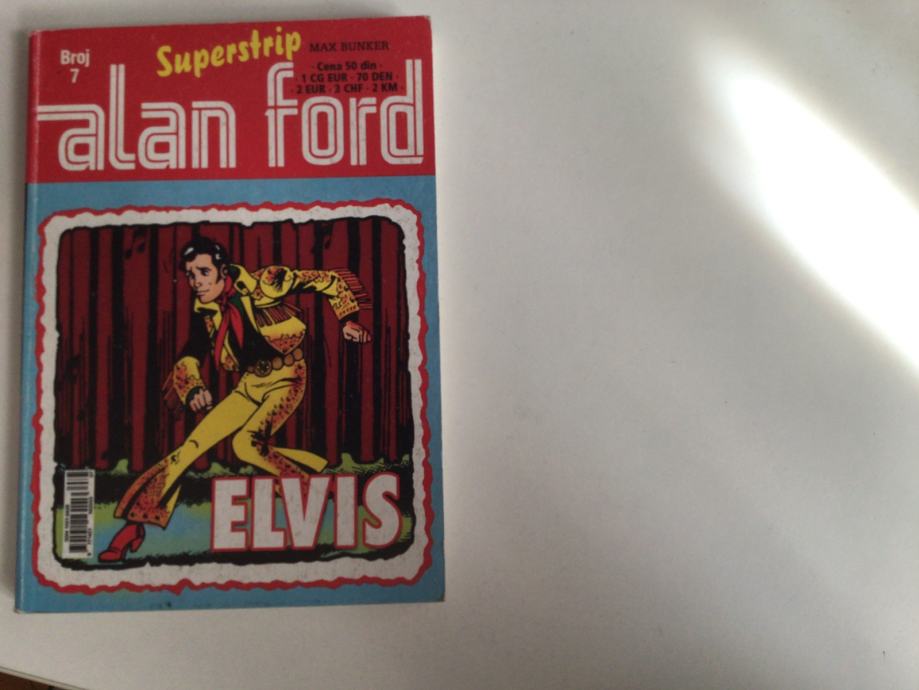 Broj
7
Superstrip
MAX BUNKER
· Cena 50 din ·
· 1 CG EUR · 70 DEN ·
· 2 EUR · 3 CHF · 2 KM ·
alan ford
ELVIS